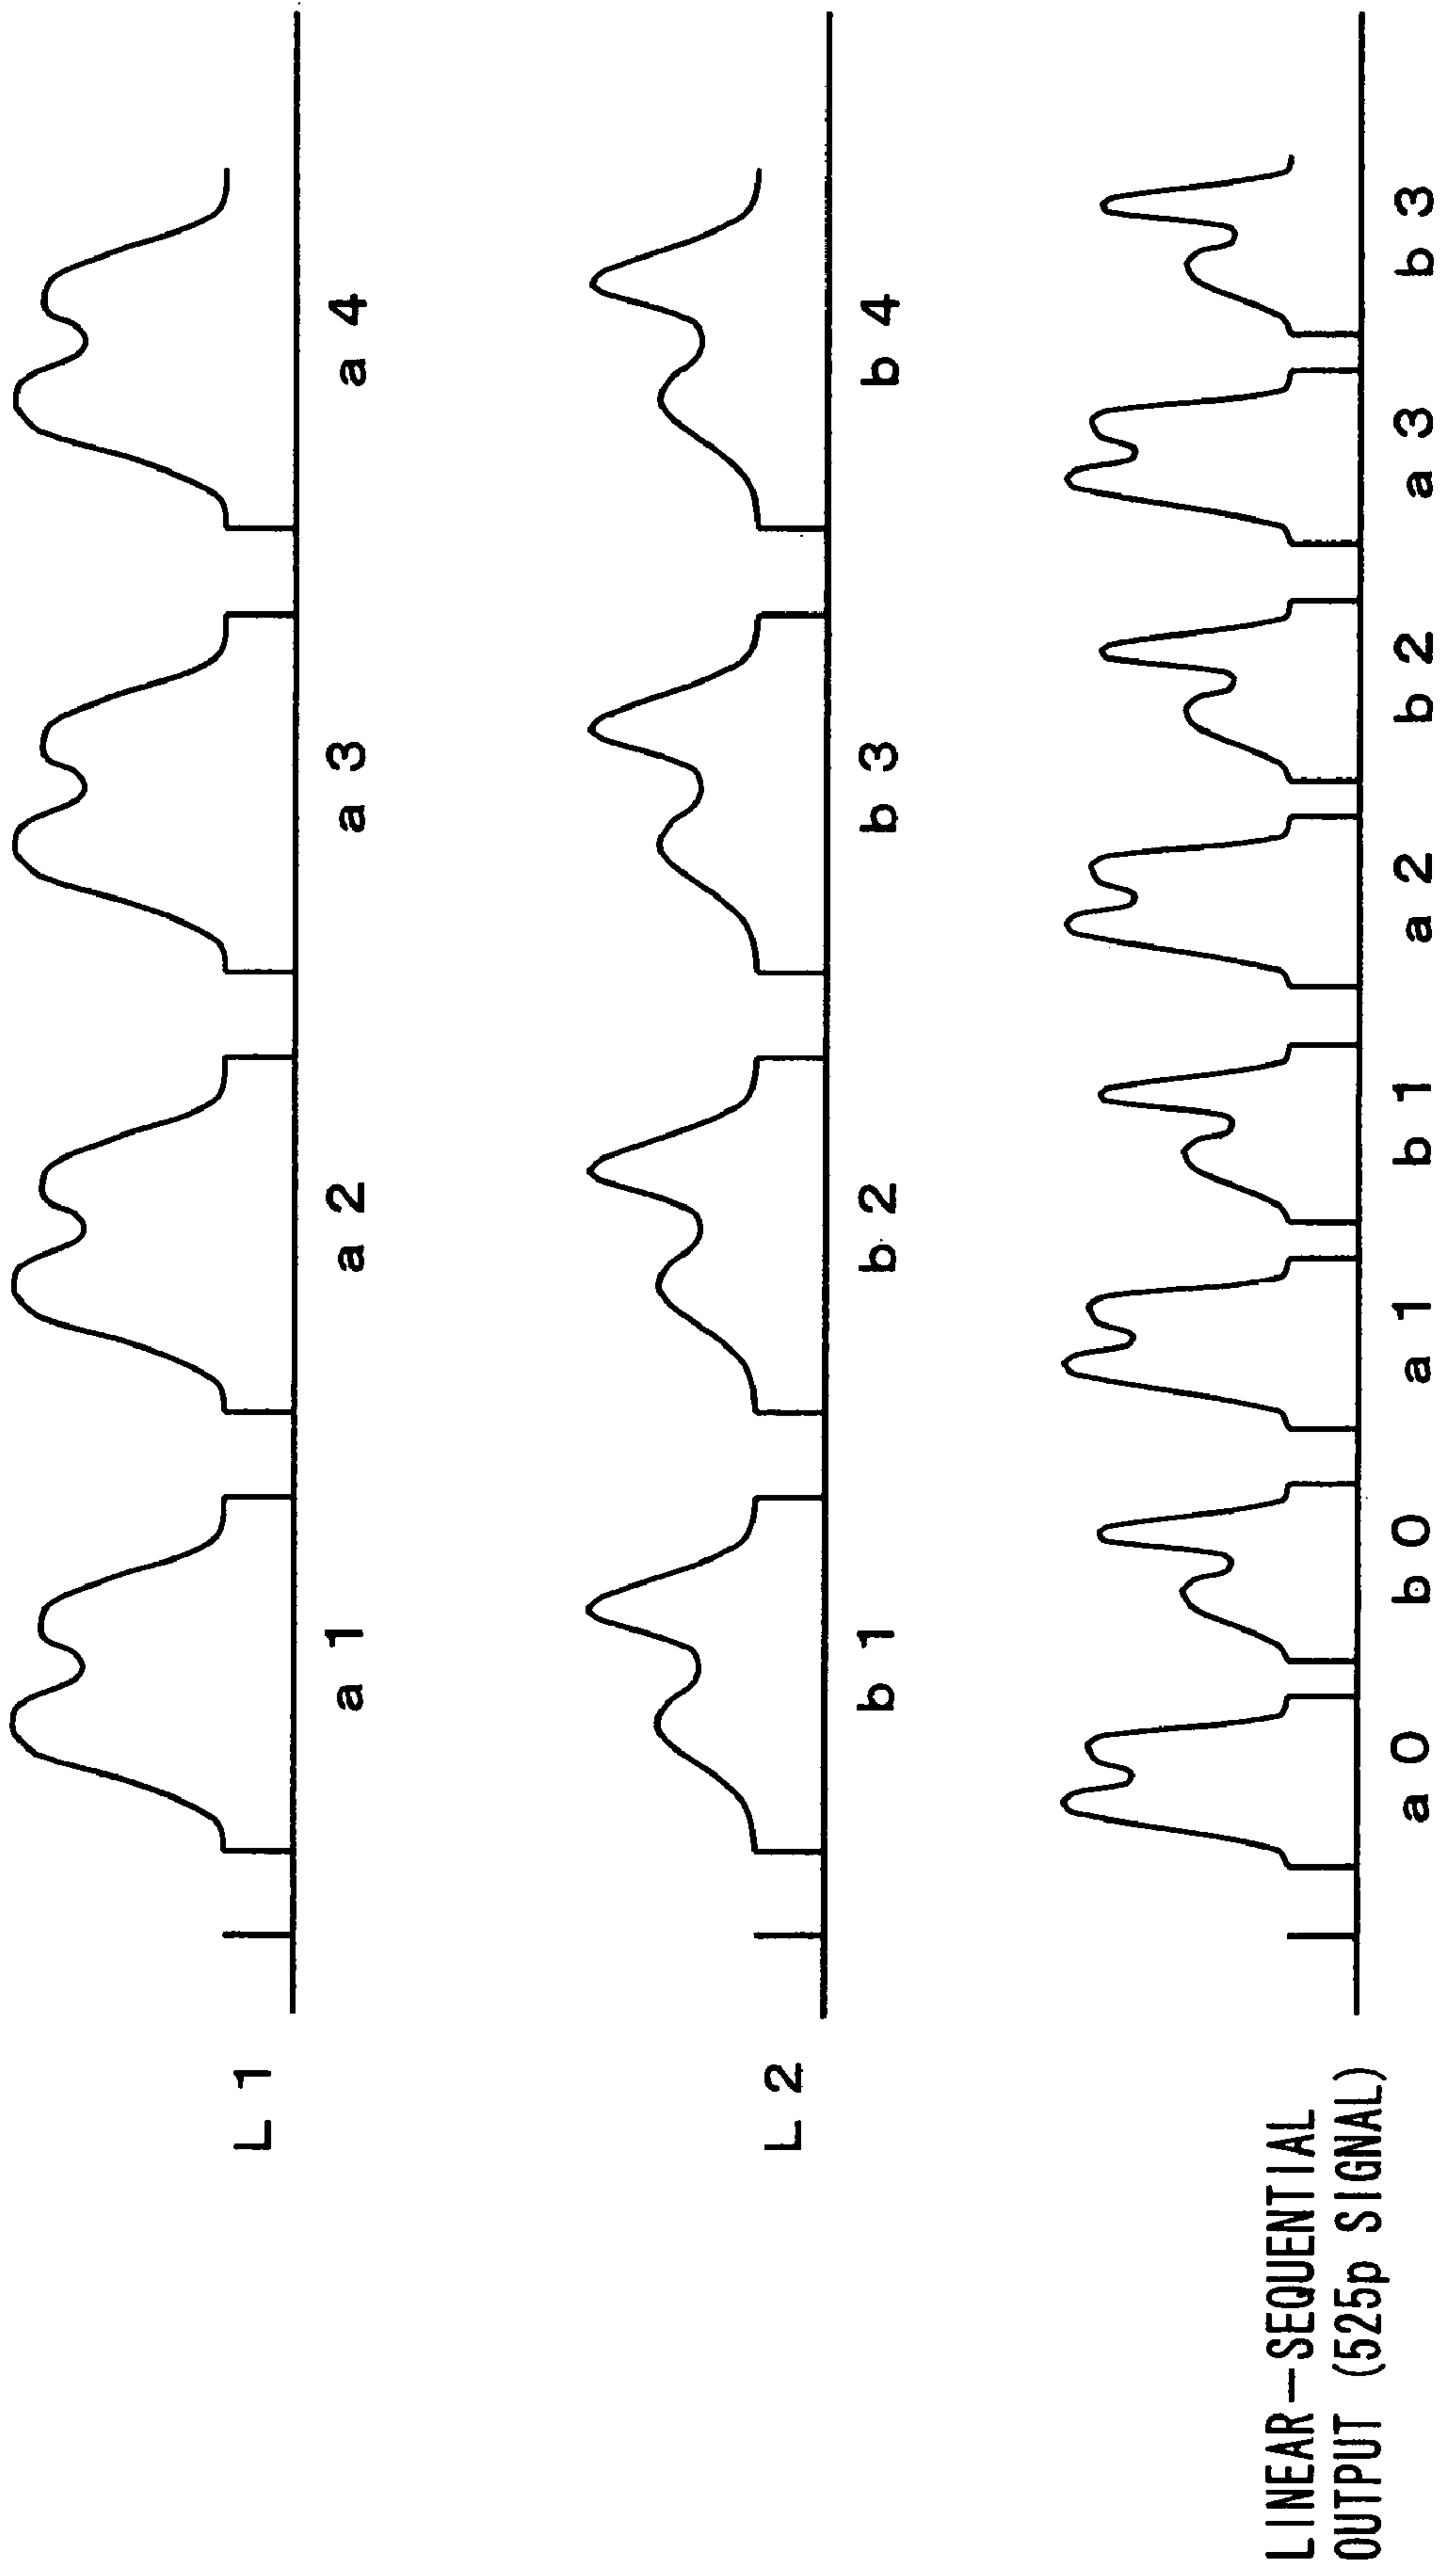 L 1
a 1 a 2 a 3 a 4
L 2
b 1 b 2 b 3 b 4
LINEAR-SEQUENTIAL
OUTPUT (525p SIGNAL)
a 0 b 0 a 1 b 1 a 2 b 2 a 3 b 3